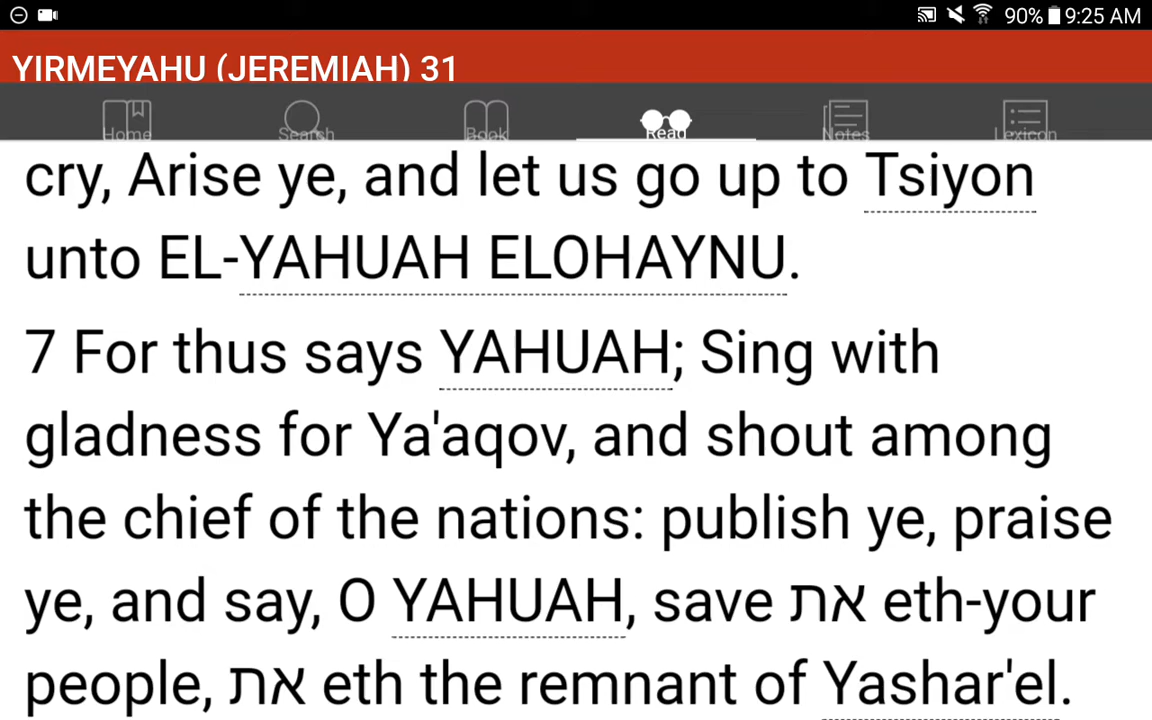 90% 9:25 AM
YIRMEYAHU (JEREMIAH) 31
Home Search Book Read Notes Lexicon
cry, Arise ye, and let us go up to Tsiyon
unto EL-YAHUAH ELOHAYNU.
7 For thus says YAHUAH; Sing with
gladness for Ya'aqov, and shout among
the chief of the nations: publish ye, praise
ye, and say, O YAHUAH, save את eth-your
people, את eth the remnant of Yashar'el.